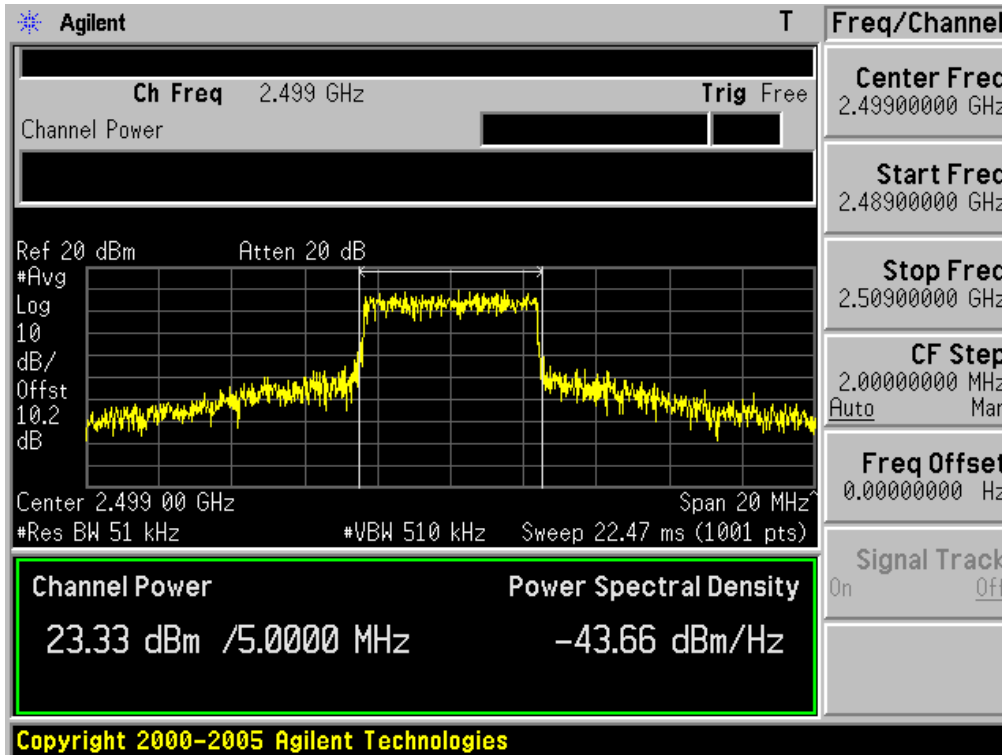 Agilent T Freq/Channel
Ch Freq 2.499 GHz Trig Free
Channel Power
Ref 20 dBm Atten 20 dB
#Avg
Log
10
dB/
Offst
10.2
dB
Center 2.499 00 GHz Span 20 MHz^
#Res BW 51 kHz #VBW 510 kHz Sweep 22.47 ms (1001 pts)
Channel Power Power Spectral Density
23.33 dBm /5.0000 MHz -43.66 dBm/Hz
Center Freq
2.49900000 GHz
Start Freq
2.48900000 GHz
Stop Freq
2.50900000 GHz
CF Step
2.00000000 MHz
Auto Man
Freq Offset
0.00000000 Hz
Signal Track
On Off
Copyright 2000-2005 Agilent Technologies